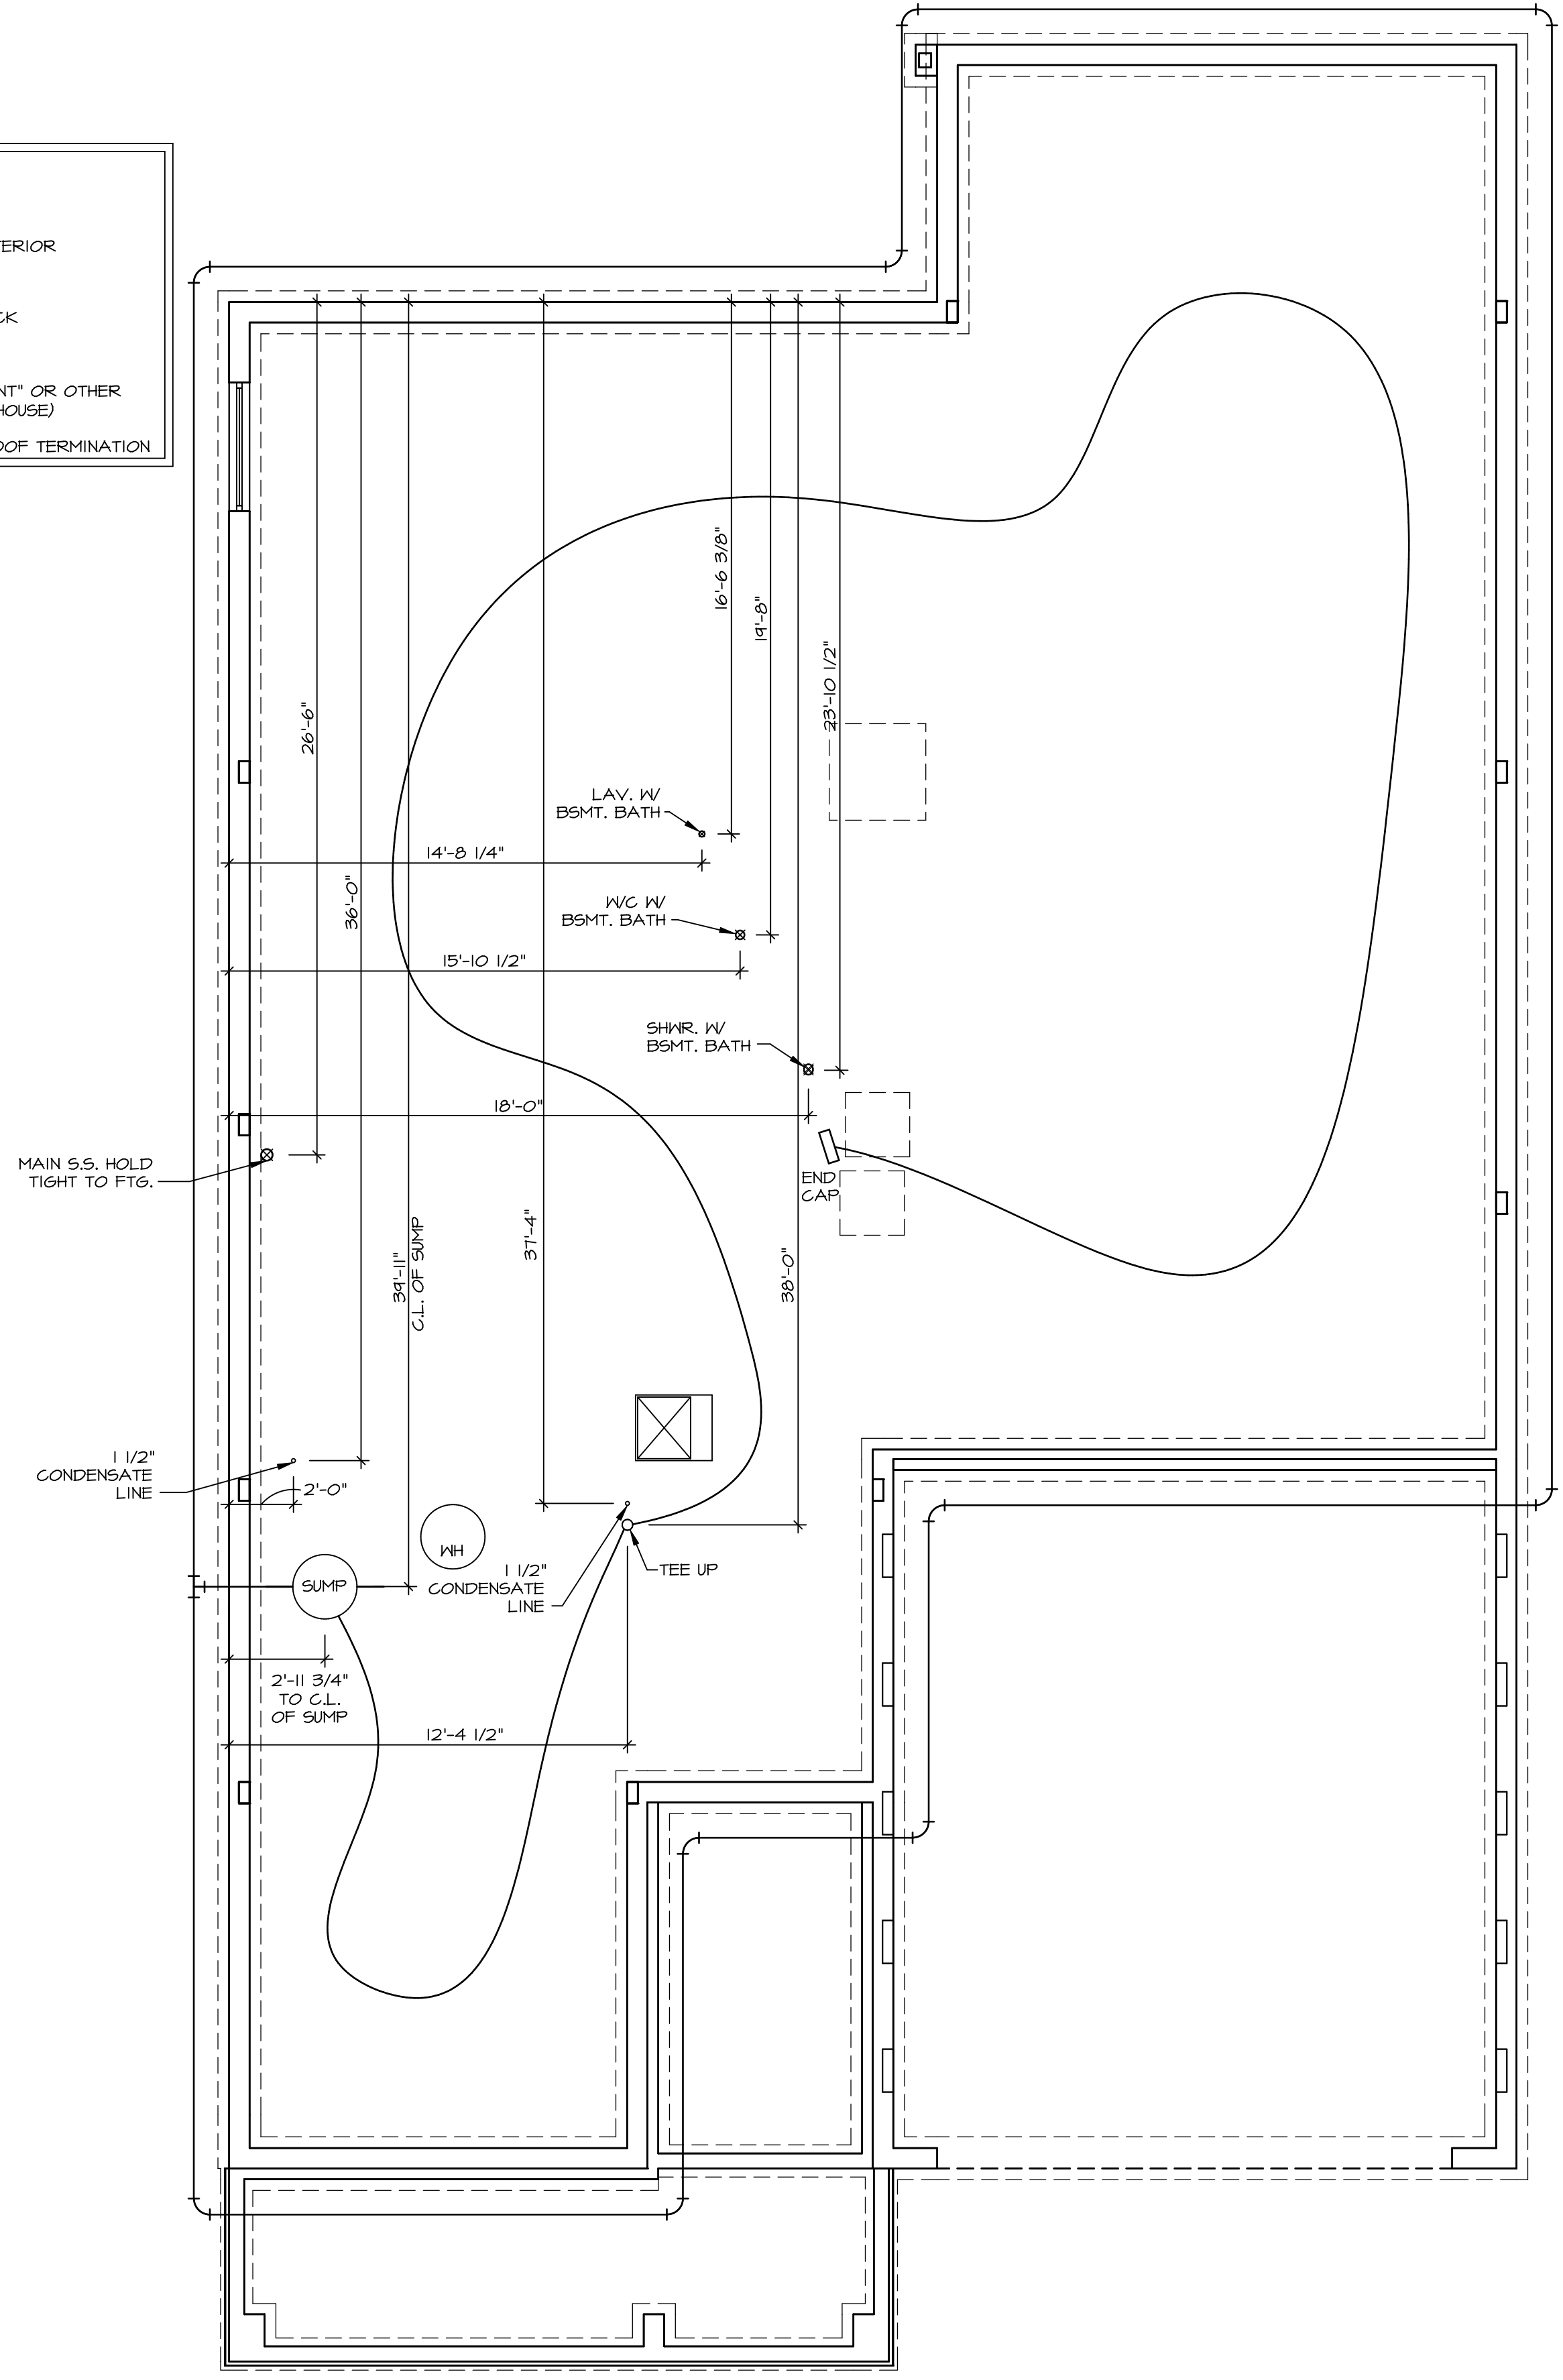 TERIOR
CK
NT" OR OTHER
HOUSE)
OOF TERMINATION
16'-6 3/8"
19'-8"
23'-10 1/2"
26'-6"
LAV. W/
BSMT. BATH
14'-8 1/4"
36'-0"
W/C W/
BSMT. BATH
15'-10 1/2"
SHWR. W/
BSMT. BATH
18'-0"
MAIN S.S. HOLD
TIGHT TO FTG.
END
CAP
39'-11"
C.L. OF SUMP
37'-4"
38'-0"
1 1/2"
CONDENSATE
LINE
2'-0"
WH
SUMP
1 1/2"
CONDENSATE
LINE
TEE UP
2'-11 3/4"
TO C.L.
OF SUMP
12'-4 1/2"